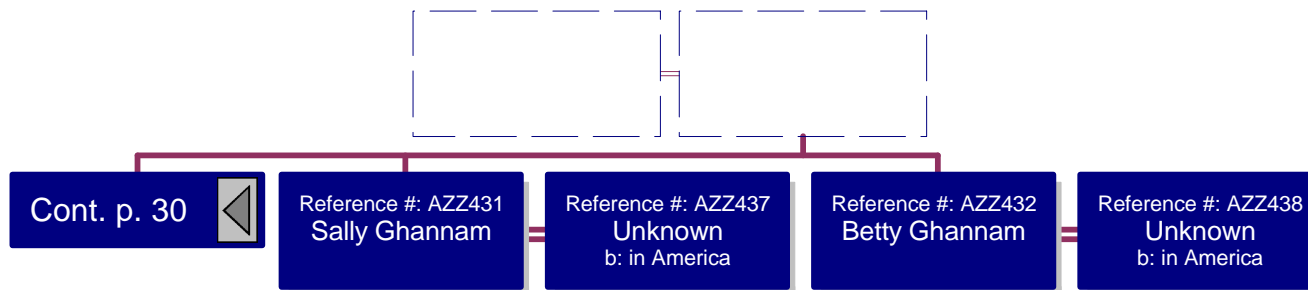 Cont. p. 30
Reference #: AZZ431
Sally Ghannam
Reference #: AZZ437
Unknown
b: in America
Reference #: AZZ432
Betty Ghannam
Reference #: AZZ438
Unknown
b: in America